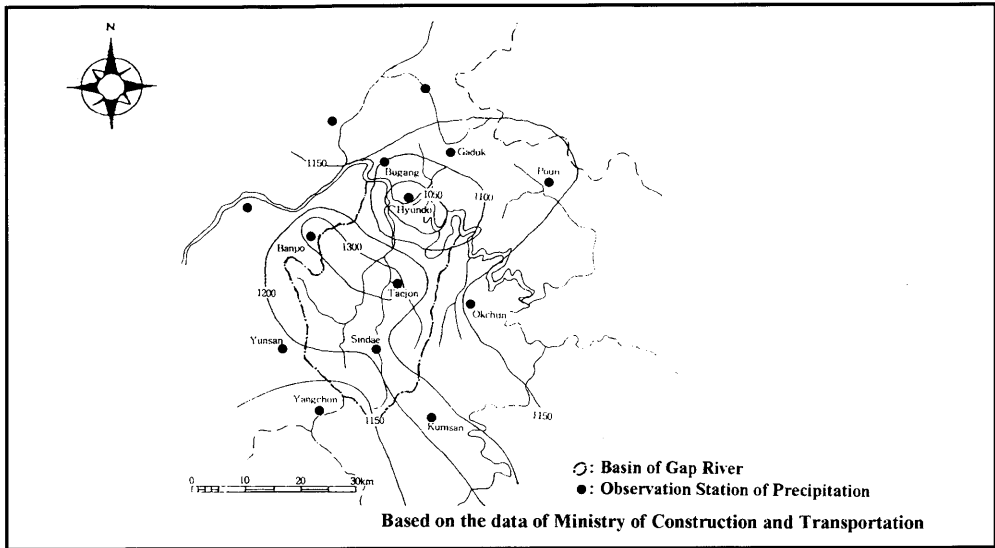 N
1150
Gaduk
Bugang
Poun
1050
1100
Hyundo
Banpo
1300
1200
Taejon
Okchun
Yunsan
Sindae
Yangchon
1150
Kumsan
1150
0 10 20 30km
: Basin of Gap River
: Observation Station of Precipitation
Based on the data of Ministry of Construction and Transportation